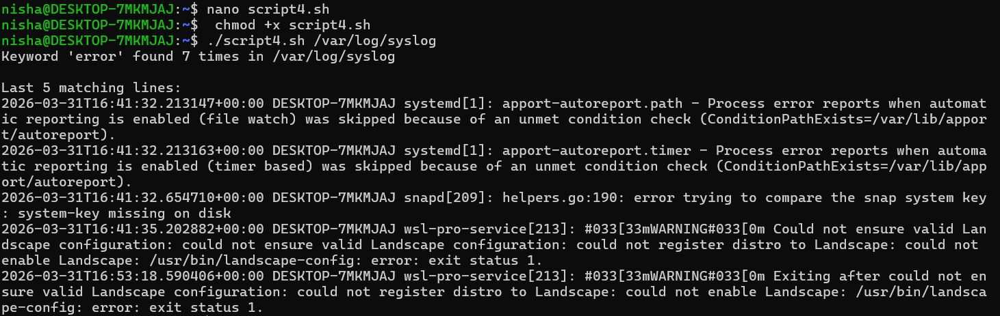 nisha@DESKTOP-7MKMJAJ:~$ nano script4.sh
nisha@DESKTOP-7MKMJAJ:~$  chmod +x script4.sh
nisha@DESKTOP-7MKMJAJ:~$ ./script4.sh /var/log/syslog
Keyword 'error' found 7 times in /var/log/syslog

Last 5 matching lines:
2026-03-31T16:41:32.213147+00:00 DESKTOP-7MKMJAJ systemd[1]: apport-autoreport.path - Process error reports when automat
ic reporting is enabled (file watch) was skipped because of an unmet condition check (ConditionPathExists=/var/lib/appor
t/autoreport).
2026-03-31T16:41:32.213163+00:00 DESKTOP-7MKMJAJ systemd[1]: apport-autoreport.timer - Process error reports when automa
tic reporting is enabled (timer based) was skipped because of an unmet condition check (ConditionPathExists=/var/lib/app
ort/autoreport).
2026-03-31T16:41:32.654710+00:00 DESKTOP-7MKMJAJ snapd[209]: helpers.go:190: error trying to compare the snap system key
: system-key missing on disk
2026-03-31T16:41:35.202882+00:00 DESKTOP-7MKMJAJ wsl-pro-service[213]: #033[33mWARNING#033[0m Could not ensure valid Lan
dscape configuration: could not ensure valid Landscape configuration: could not register distro to Landscape: could not
enable Landscape: /usr/bin/landscape-config: error: exit status 1.
2026-03-31T16:53:18.590406+00:00 DESKTOP-7MKMJAJ wsl-pro-service[213]: #033[33mWARNING#033[0m Exiting after could not en
sure valid Landscape configuration: could not register distro to Landscape: could not enable Landscape: /usr/bin/landsca
pe-config: error: exit status 1.